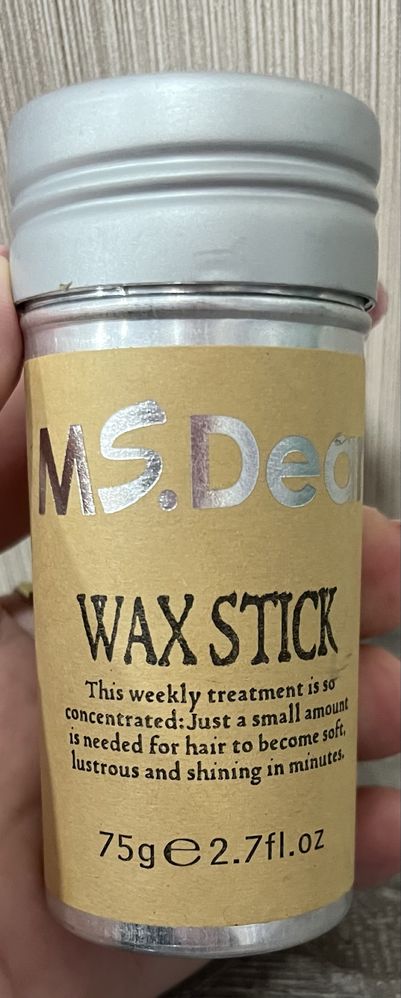 MS.Dear
WAX STICK
This weekly treatment is so
concentrated:Just a small amount
is needed for hair to become soft,
lustrous and shining in minutes.
75g℮2.7fl.oz